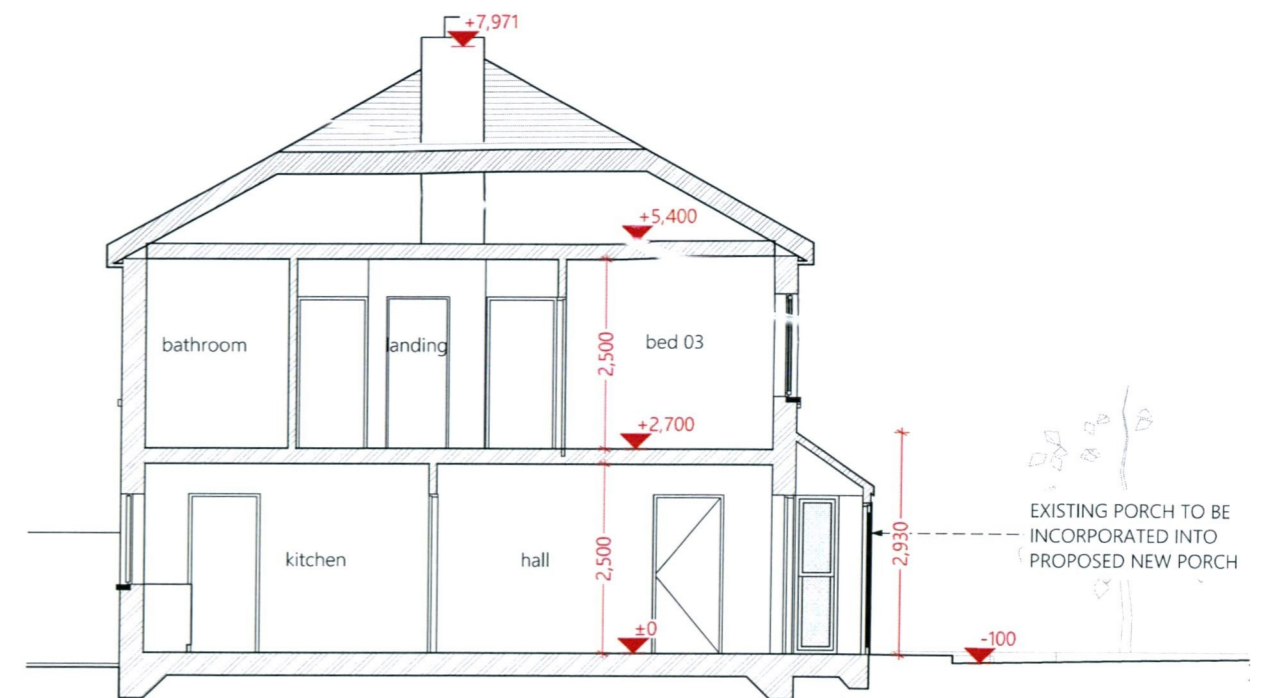 +7,971
+5,400
bathroom
landing
2,500
bed 03
+2,700
kitchen
hall
2,500
±0
2,930
EXISTING PORCH TO BE
INCORPORATED INTO
PROPOSED NEW PORCH
-100